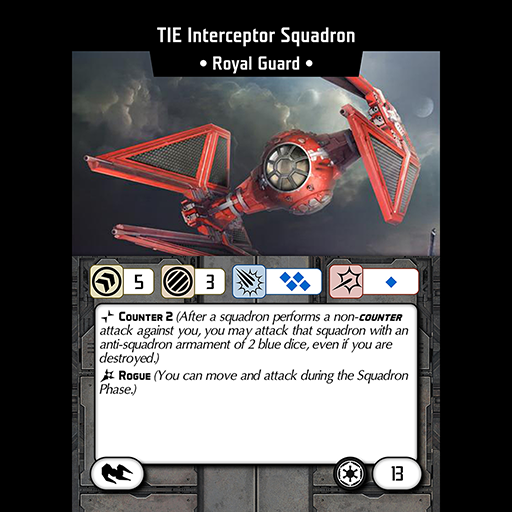 TIE Interceptor Squadron
• Royal Guard •
5 3
COUNTER 2 (After a squadron performs a non-COUNTER
attack against you, you may attack that squadron with an
anti-squadron armament of 2 blue dice, even if you are
destroyed.)
ROGUE (You can move and attack during the Squadron
Phase.)
13